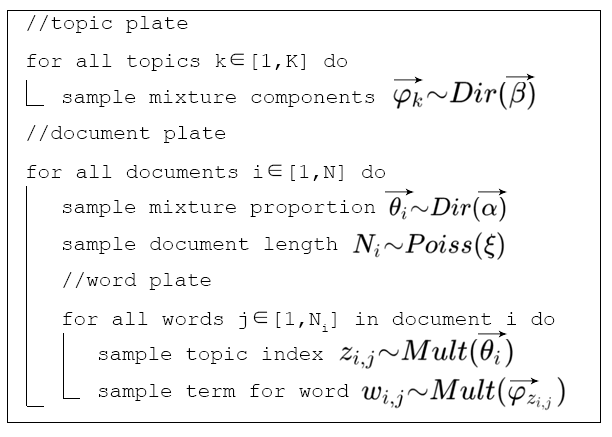 //topic plate
for all topics k∈[1,K] do
sample mixture components $\overrightarrow{\varphi_k} \sim Dir(\overrightarrow{\beta})$
//document plate
for all documents i∈[1,N] do
sample mixture proportion $\overrightarrow{\theta_i} \sim Dir(\overrightarrow{\alpha})$
sample document length $N_i \sim Poiss(\xi)$
//word plate
for all words j∈[1,N_i] in document i do
sample topic index $z_{i,j} \sim Mult(\overrightarrow{\theta_i})$
sample term for word $w_{i,j} \sim Mult(\overrightarrow{\varphi}_{z_{i,j}})$